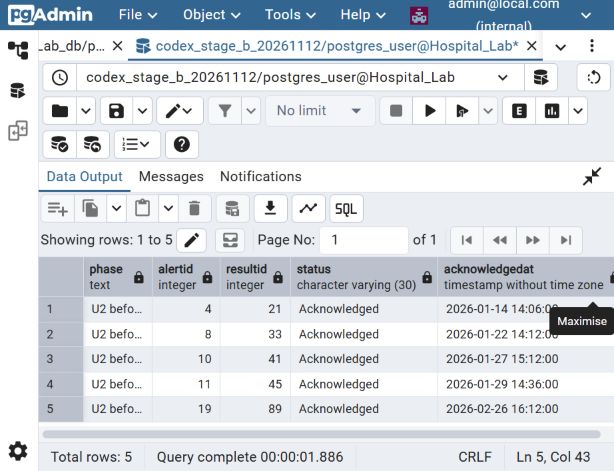 pgAdmin File Object Tools Help admin@local.com
(internal)
_ab_db/p... codex_stage_b_20261112/postgres_user@Hospital_Lab*
codex_stage_b_20261112/postgres_user@Hospital_Lab
No limit
E
Data Output Messages Notifications
SQL
Showing rows: 1 to 5 Page No: 1 of 1
phase alertid resultid status acknowledgedat
text integer integer character varying (30) timestamp without time zone
1 U2 befo... 4 21 Acknowledged 2026-01-14 14:06:00
Maximise
2 U2 befo... 8 33 Acknowledged 2026-01-22 14:12:00
3 U2 befo... 10 41 Acknowledged 2026-01-27 15:12:00
4 U2 befo... 11 45 Acknowledged 2026-01-29 14:36:00
5 U2 befo... 19 89 Acknowledged 2026-02-26 16:12:00
Total rows: 5 Query complete 00:00:01.886 CRLF Ln 5, Col 43